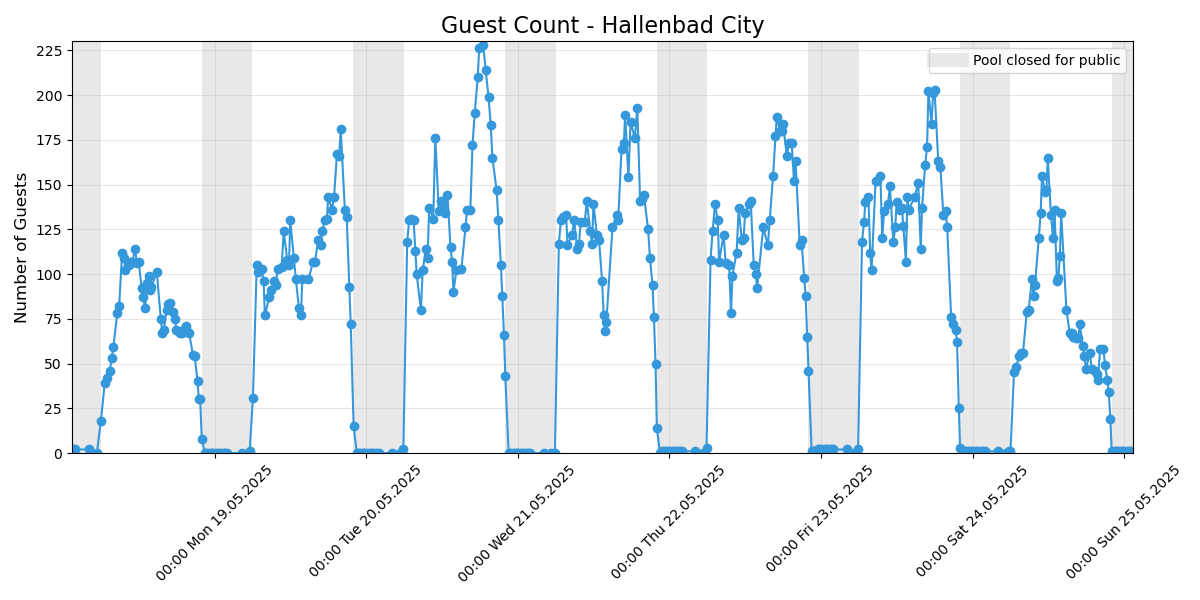 Guest Count - Hallenbad City
Pool closed for public
Number of Guests
225
200
175
150
125
100
75
50
25
0
00:00 Mon 19.05.2025
00:00 Tue 20.05.2025
00:00 Wed 21.05.2025
00:00 Thu 22.05.2025
00:00 Fri 23.05.2025
00:00 Sat 24.05.2025
00:00 Sun 25.05.2025